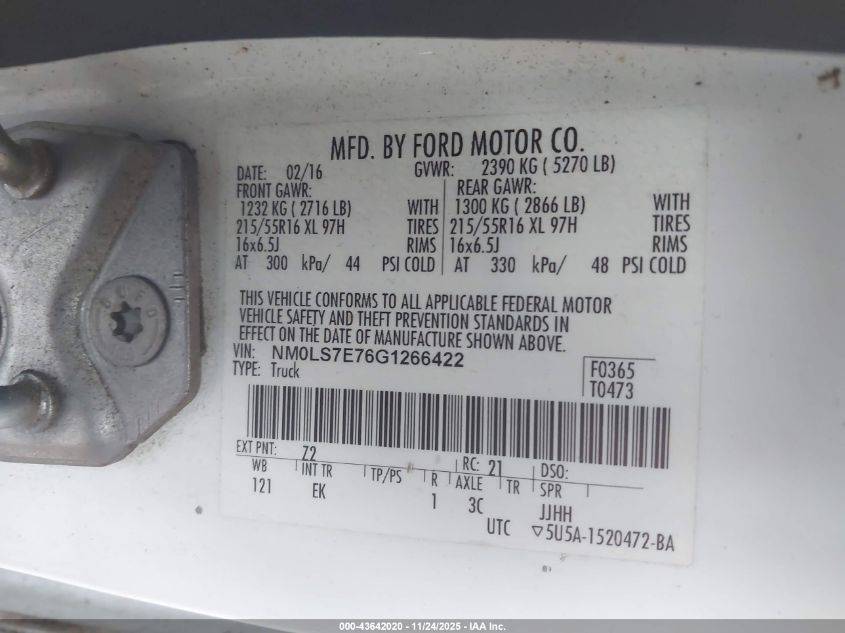 MFD. BY FORD MOTOR CO.
DATE: 02/16 GVWR: 2390 KG ( 5270 LB)
FRONT GAWR: REAR GAWR:
1232 KG ( 2716 LB) WITH 1300 KG ( 2866 LB) WITH
215/55R16 XL 97H TIRES 215/55R16 XL 97H TIRES
16x6.5J RIMS 16x6.5J RIMS
AT 300 kPa/ 44 PSI COLD AT 330 kPa/ 48 PSI COLD
THIS VEHICLE CONFORMS TO ALL APPLICABLE FEDERAL MOTOR
VEHICLE SAFETY AND THEFT PREVENTION STANDARDS IN
EFFECT ON THE DATE OF MANUFACTURE SHOWN ABOVE.
VIN: NM0LS7E76G1266422
TYPE: Truck
F0365
T0473
EXT PNT: Z2 RC: 21 DSO:
WB INT TR TP/PS R AXLE TR SPR
121 EK 1 3C JJHH
UTC ▽5U5A-1520472-BA
000-43642020 - 11/24/2025 - IAA Inc.